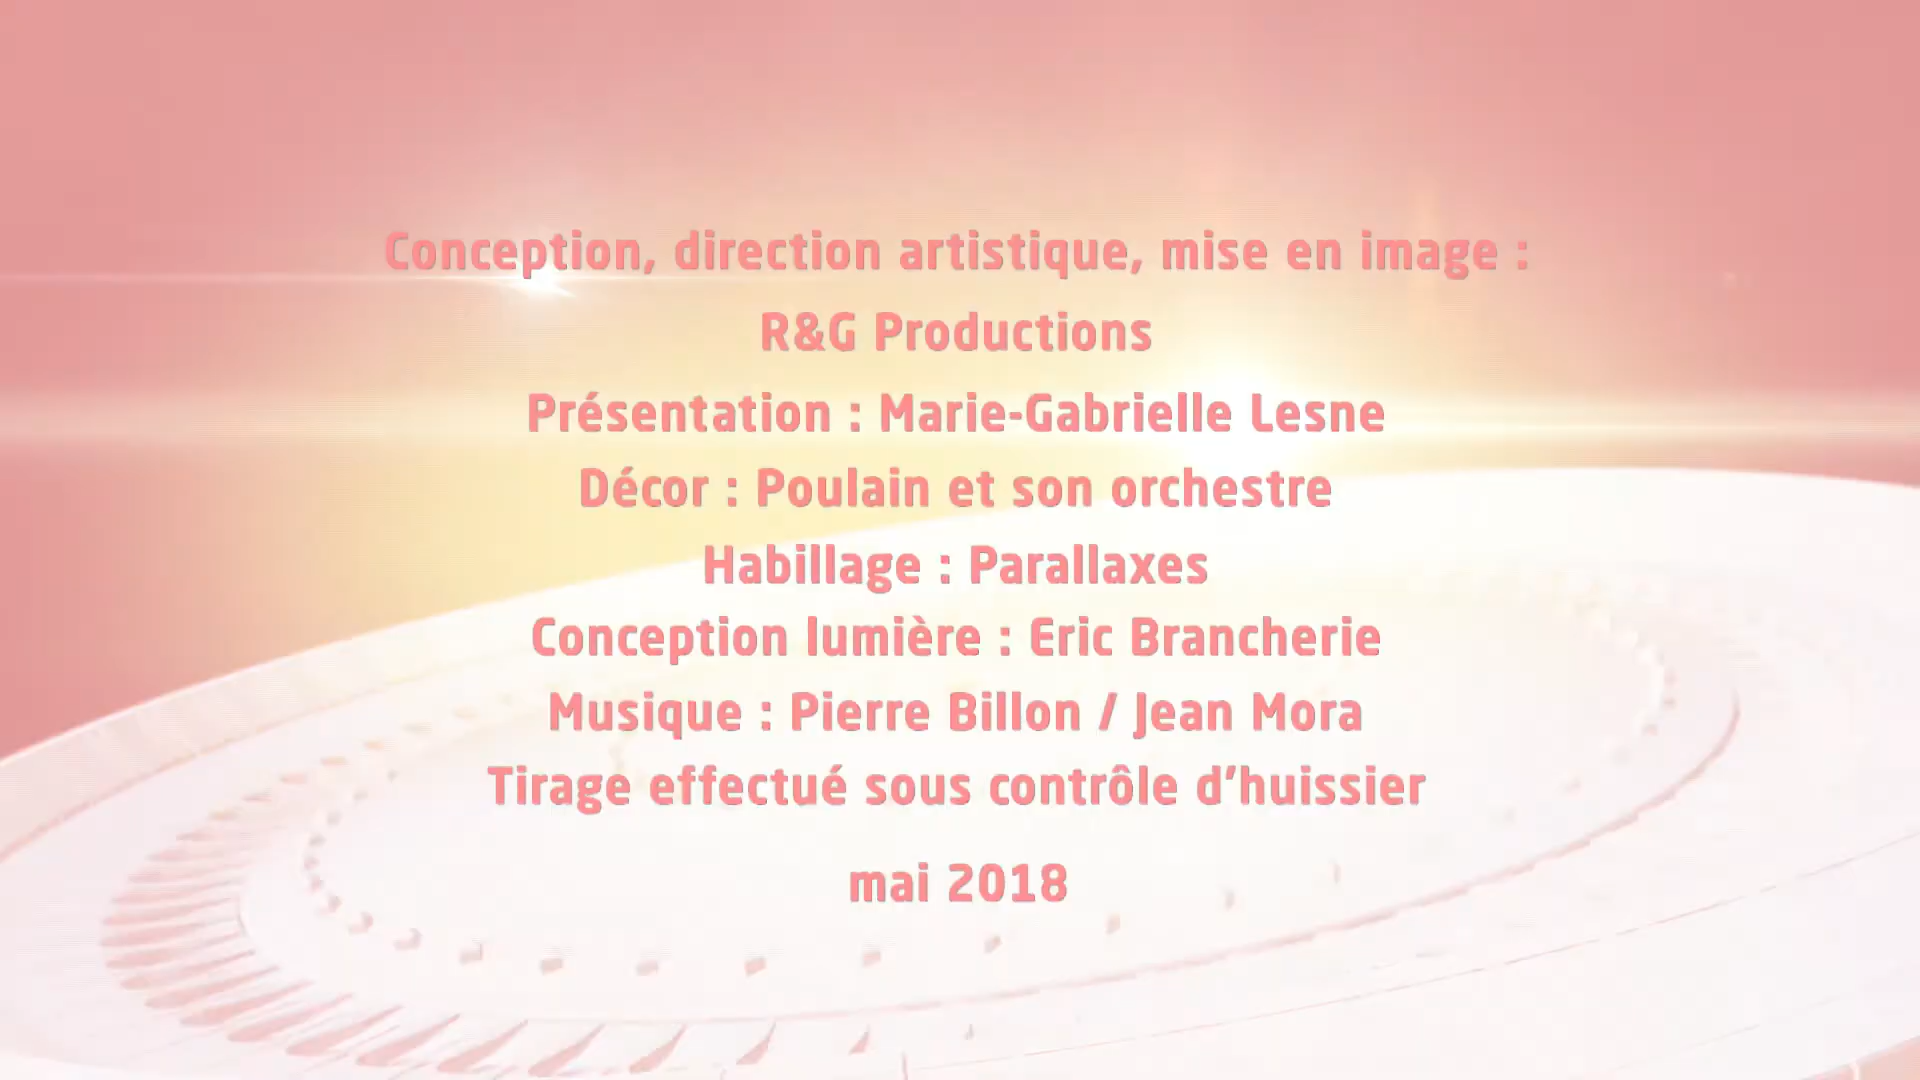 Conception, direction artistique, mise en image :
R&G Productions
Présentation : Marie-Gabrielle Lesne
Décor : Poulain et son orchestre
Habillage : Parallaxes
Conception lumière : Eric Brancherie
Musique : Pierre Billon / Jean Mora
Tirage effectué sous contrôle d'huissier
mai 2018